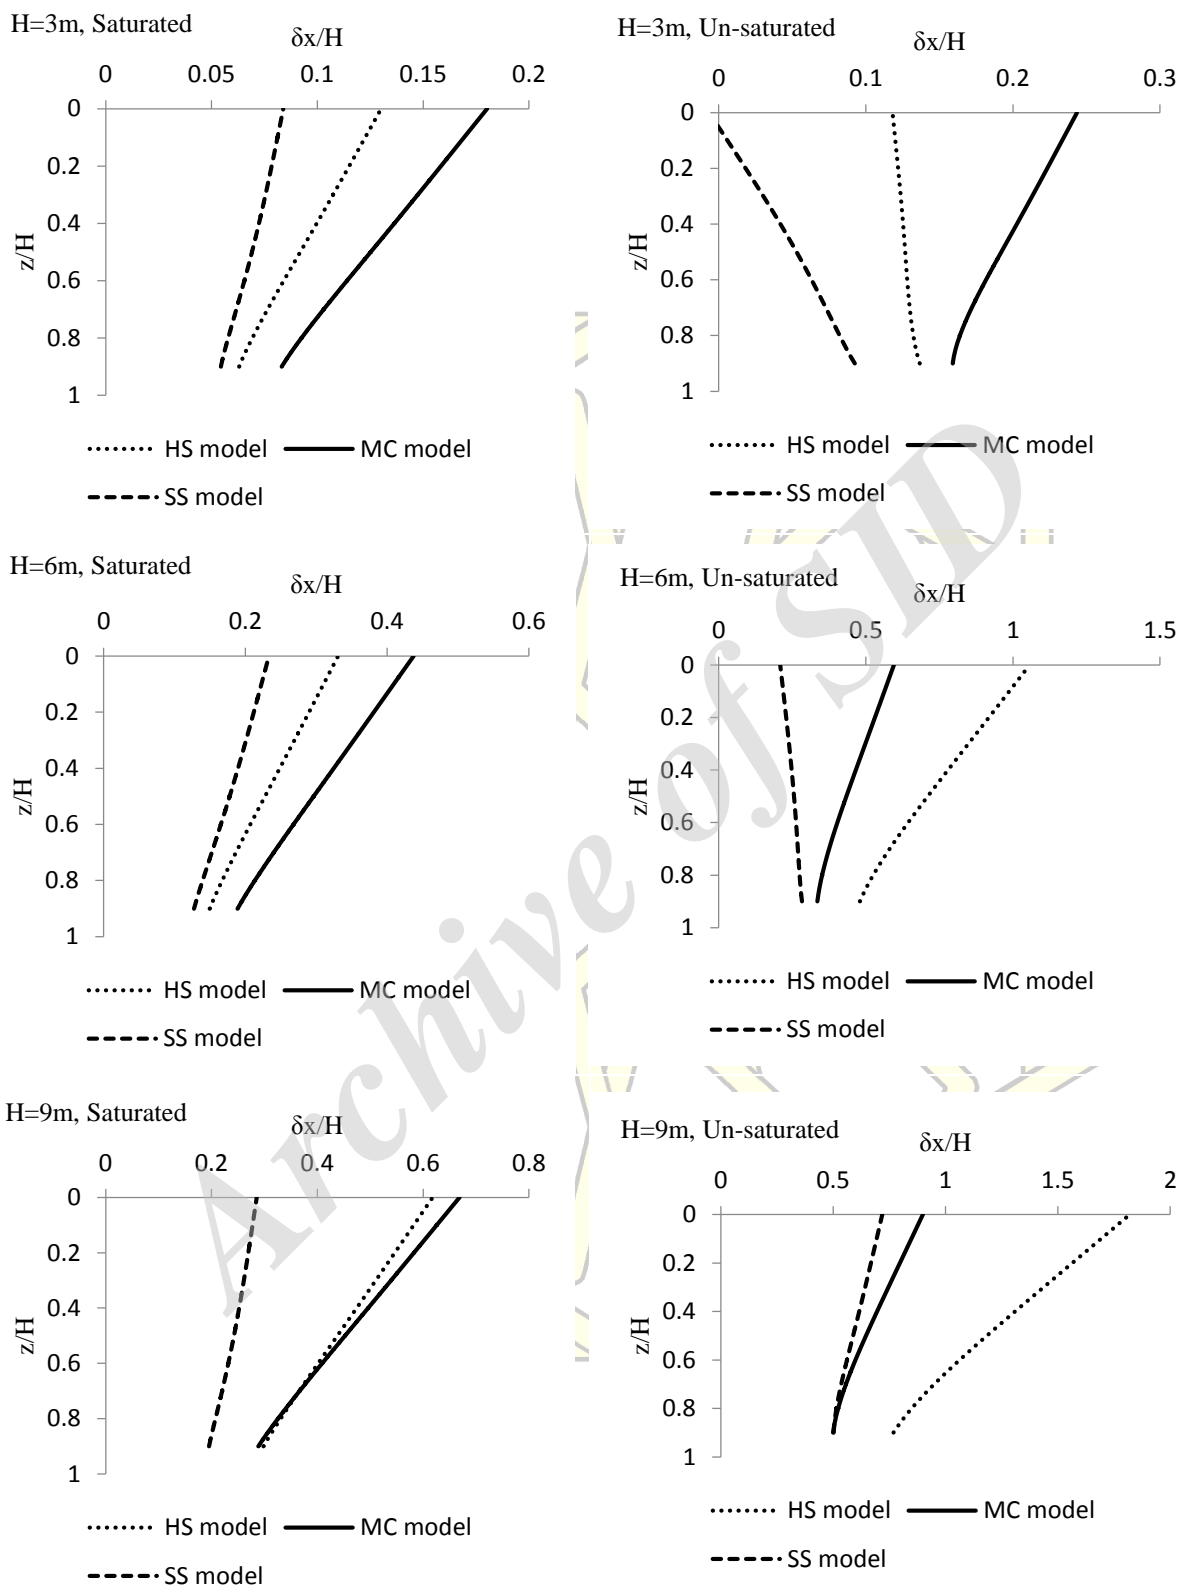 H=3m, Saturated
δx/H
0 0.05 0.1 0.15 0.2
0
0.2
0.4
0.6
0.8
1
z/H
HS model MC model
SS model
H=3m, Un-saturated
δx/H
0 0.1 0.2 0.3
0
0.2
0.4
0.6
0.8
1
z/H
HS model MC model
SS model
H=6m, Saturated
δx/H
0 0.2 0.4 0.6
0
0.2
0.4
0.6
0.8
1
z/H
HS model MC model
SS model
H=6m, Un-saturated
δx/H
0 0.5 1 1.5
0
0.2
0.4
0.6
0.8
1
z/H
HS model MC model
SS model
H=9m, Saturated
δx/H
0 0.2 0.4 0.6 0.8
0
0.2
0.4
0.6
0.8
1
z/H
HS model MC model
SS model
H=9m, Un-saturated
δx/H
0 0.5 1 1.5 2
0
0.2
0.4
0.6
0.8
1
z/H
HS model MC model
SS model
Archive of SID